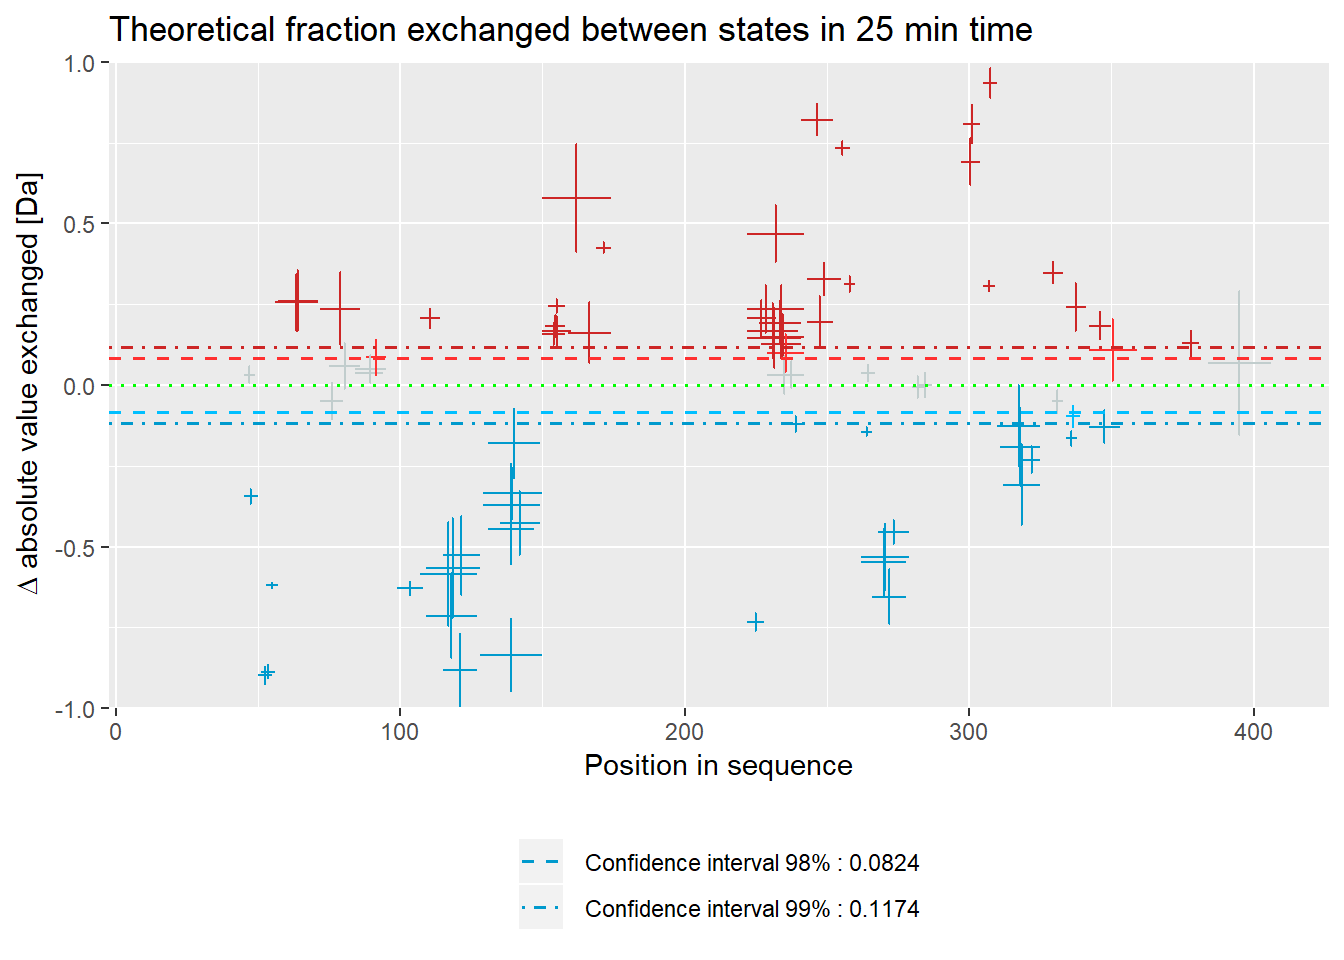 Theoretical fraction exchanged between states in 25 min time
Δ absolute value exchanged [Da]
1.0
0.5
0.0
-0.5
-1.0
0
100
200
300
400
Position in sequence
Confidence interval 98% : 0.0824
Confidence interval 99% : 0.1174